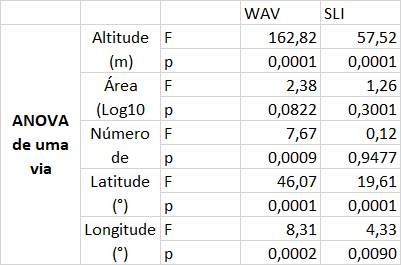 WAV SLI
Altitude F 162,82 57,52
(m) p 0,0001 0,0001
Área F 2,38 1,26
(Log10 p 0,0822 0,3001
ANOVA
de uma
via
Número F 7,67 0,12
de p 0,0009 0,9477
Latitude F 46,07 19,61
(°) p 0,0001 0,0001
Longitude F 8,31 4,33
(°) p 0,0002 0,0090